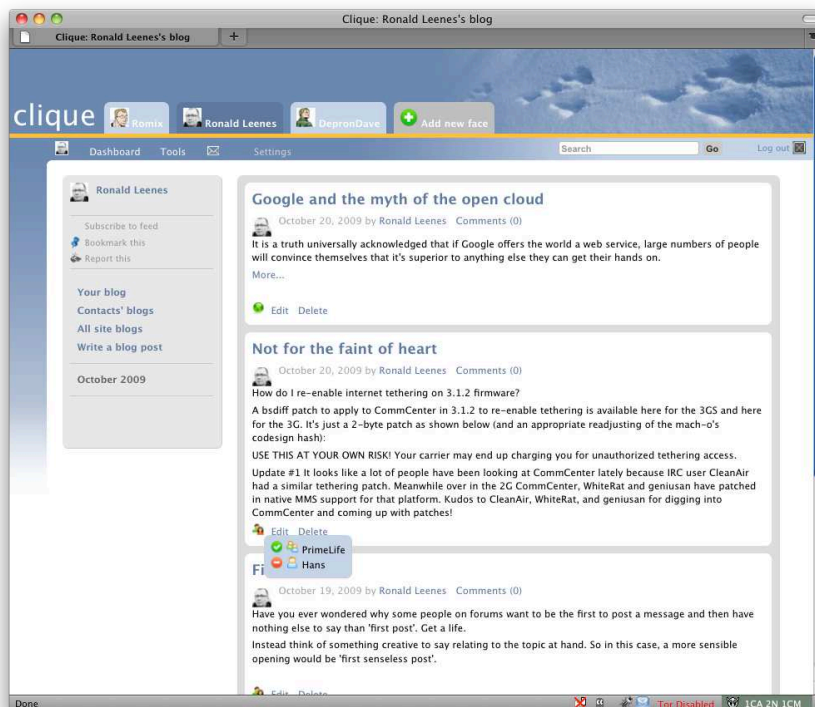 Clique: Ronald Leenes's blog
Clique: Ronald Leenes's blog +
clique Romix Ronald Leenes DepronDave Add new face
Dashboard Tools Settings Search Go Log out
Ronald Leenes
Subscribe to feed
Bookmark this
Report this
Your blog
Contacts' blogs
All site blogs
Write a blog post
October 2009
Google and the myth of the open cloud
October 20, 2009 by Ronald Leenes Comments (0)
It is a truth universally acknowledged that if Google offers the world a web service, large numbers of people
will convince themselves that it's superior to anything else they can get their hands on.
More...
Edit Delete
Not for the faint of heart
October 20, 2009 by Ronald Leenes Comments (0)
How do I re-enable internet tethering on 3.1.2 firmware?
A bsdiff patch to apply to CommCenter in 3.1.2 to re-enable tethering is available here for the 3GS and here
for the 3G. It's just a 2-byte patch as shown below (and an appropriate readjusting of the mach-o's
codesign hash):
USE THIS AT YOUR OWN RISK! Your carrier may end up charging you for unauthorized tethering access.
Update #1 It looks like a lot of people have been looking at CommCenter lately because IRC user CleanAir
had a similar tethering patch. Meanwhile over in the 2G CommCenter, WhiteRat and geniusan have patched
in native MMS support for that platform. Kudos to CleanAir, WhiteRat, and geniusan for digging into
CommCenter and coming up with patches!
Edit Delete
PrimeLife
Hans
Fi
October 19, 2009 by Ronald Leenes Comments (0)
Have you ever wondered why some people on forums want to be the first to post a message and then have
nothing else to say than 'first post'. Get a life.
Instead think of something creative to say relating to the topic at hand. So in this case, a more sensible
opening would be 'first senseless post'.
Edit Delete
Done Tor Disabled 1CA 2N 1CM